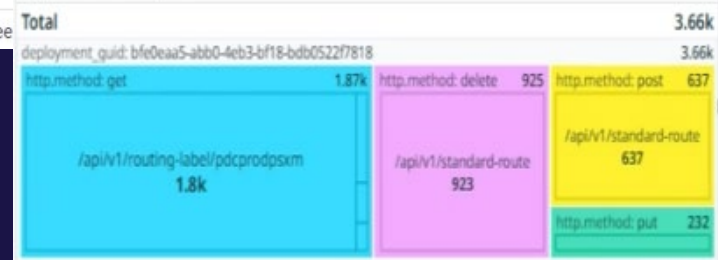 ee
Total 3.66k
deployment_guid: bfe0eaa5-abb0-4eb3-bf18-bdb0522f7818 3.66k
http.method: get 1.87k
http.method: delete 925
http.method: post 637
/api/v1/routing-label/pdcprodpsxm
1.8k
/api/v1/standard-route
923
/api/v1/standard-route
637
http.method: put 232